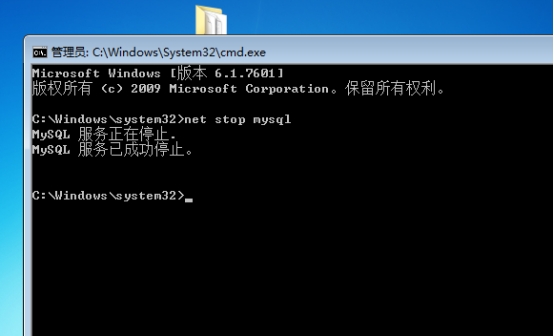 管理员: C:\Windows\System32\cmd.exe
Microsoft Windows [版本 6.1.7601]
版权所有 (c) 2009 Microsoft Corporation。保留所有权利。
C:\Windows\system32>net stop mysql
MySQL 服务正在停止.
MySQL 服务已成功停止。
C:\Windows\system32>